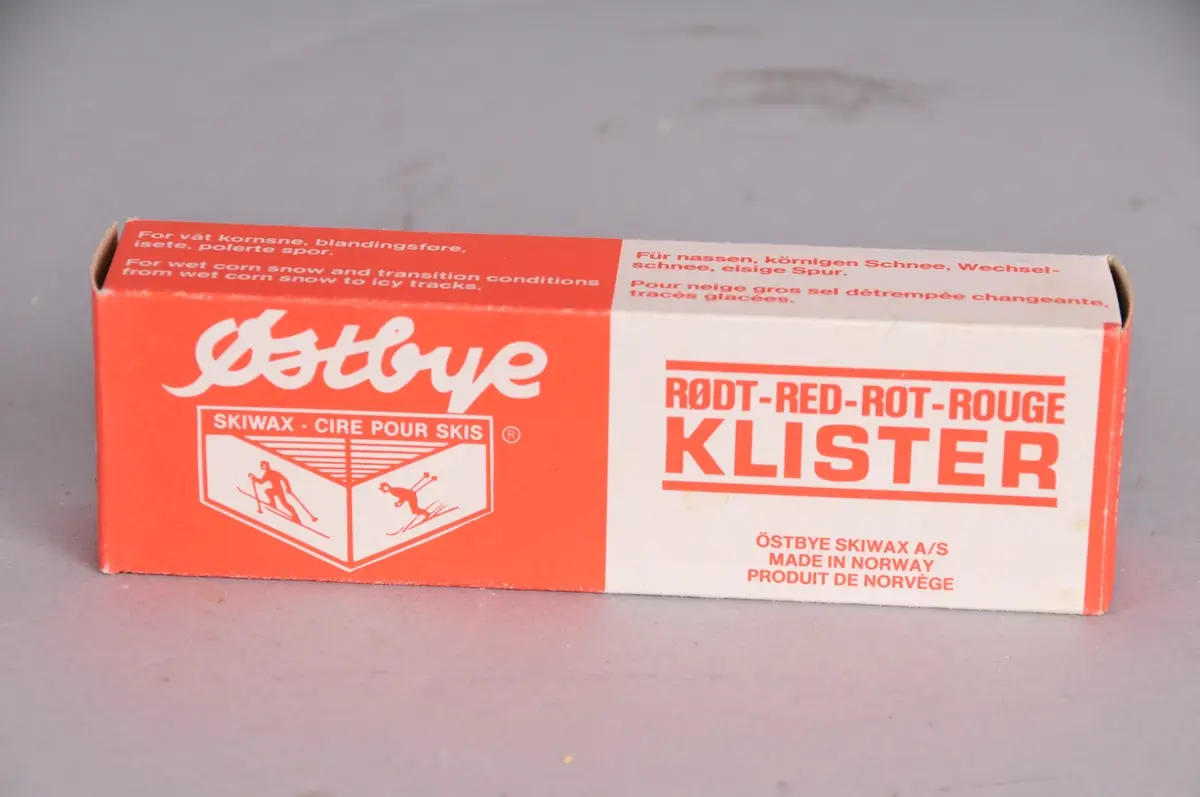 For våt kornsne, blandingsføre,
isete, polerte spor.
For wet corn snow and transition conditions
from wet corn snow to icy tracks.
Für nassen, körnigen Schnee, Wechsel-
schnee, eisige Spur.
Pour neige gros sel détrempée changeante,
tracés glacées.
Østbye
SKIWAX · CIRE POUR SKIS
®
RØDT-RED-ROT-ROUGE
KLISTER
ÖSTBYE SKIWAX A/S
MADE IN NORWAY
PRODUIT DE NORVÈGE